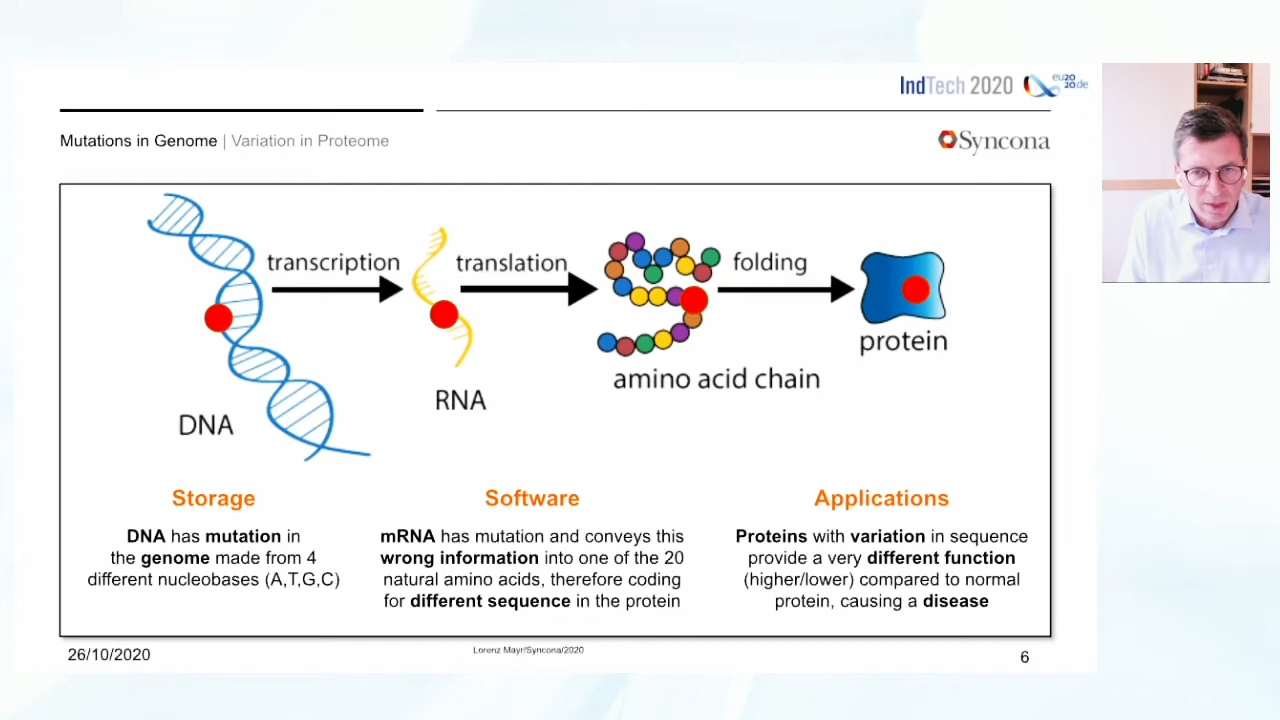 IndTech 2020
eu20
20.de
Mutations in Genome | Variation in Proteome
Syncona
transcription
translation
folding
protein
amino acid chain
RNA
DNA
Storage
DNA has mutation in
the genome made from 4
different nucleobases (A,T,G,C)
Software
mRNA has mutation and conveys this
wrong information into one of the 20
natural amino acids, therefore coding
for different sequence in the protein
Applications
Proteins with variation in sequence
provide a very different function
(higher/lower) compared to normal
protein, causing a disease
26/10/2020
Lorenz Mayr/Syncona/2020
6